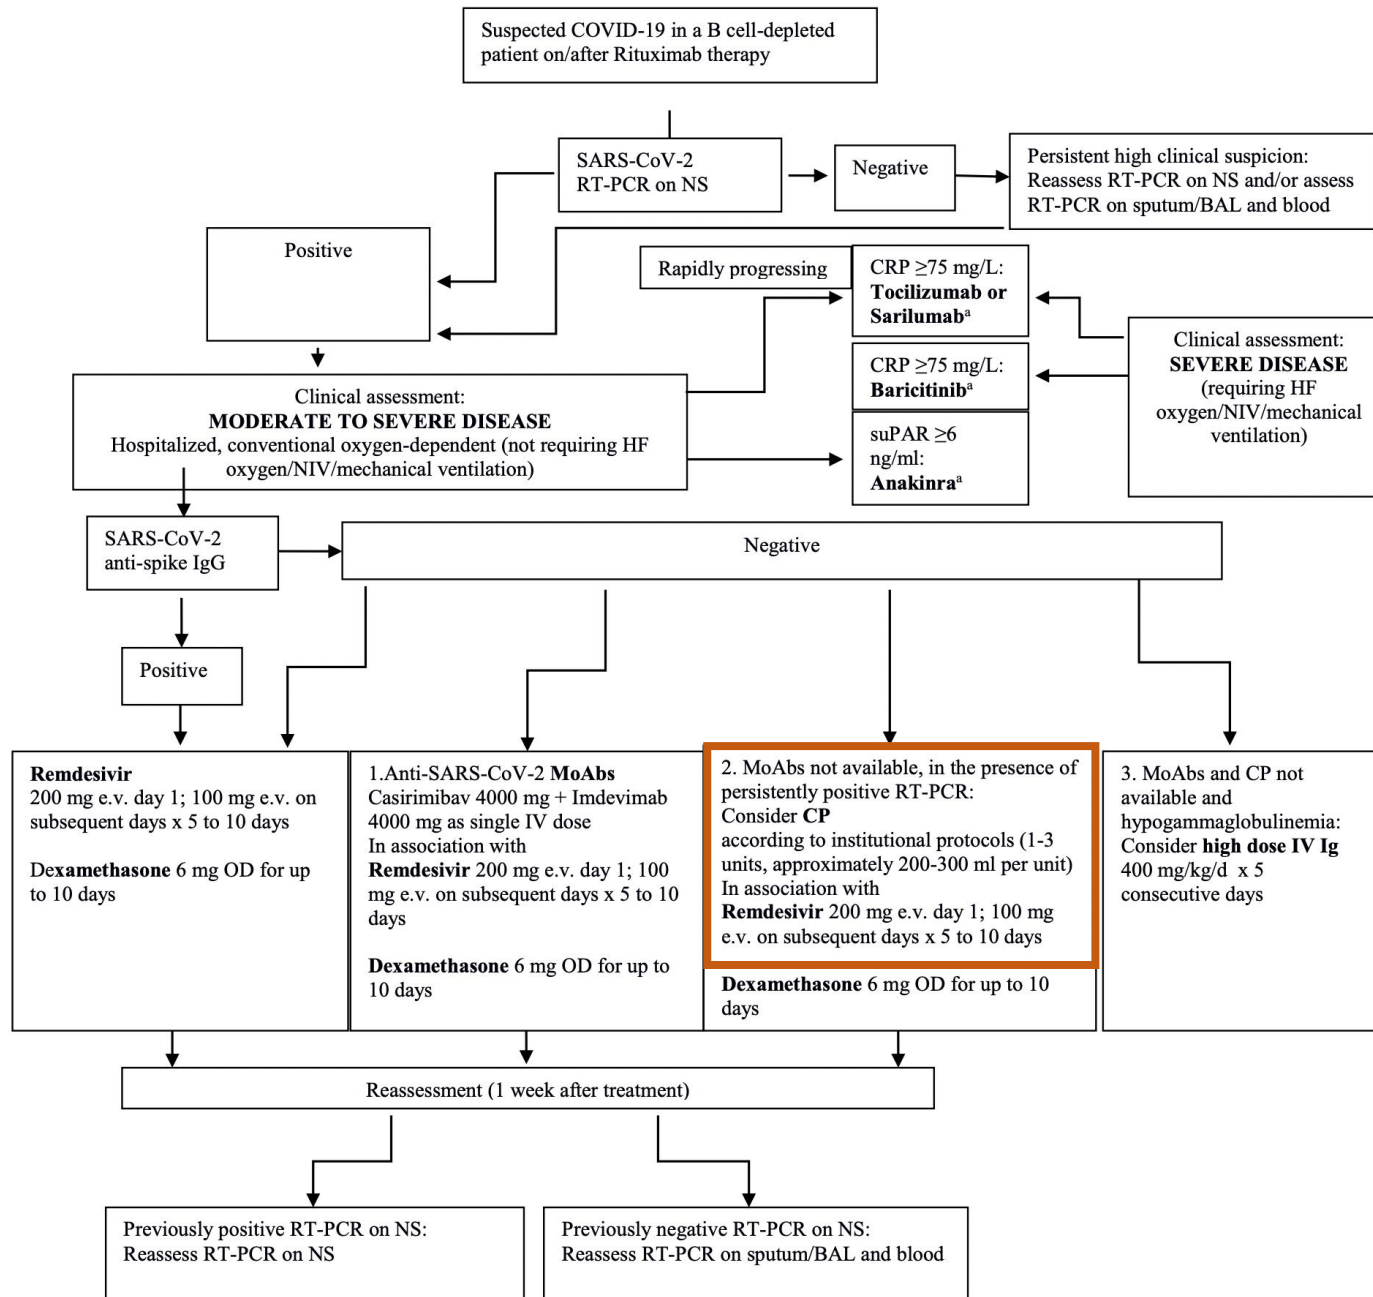 Suspected COVID-19 in a B cell-depleted
patient on/after Rituximab therapy
SARS-CoV-2
RT-PCR on NS
Negative
Persistent high clinical suspicion:
Reassess RT-PCR on NS and/or assess
RT-PCR on sputum/BAL and blood
Positive
Rapidly progressing
CRP ≥75 mg/L:
Tocilizumab or
Sarilumabᵃ
CRP ≥75 mg/L:
Baricitinibᵃ
suPAR ≥6
ng/ml:
Anakinraᵃ
Clinical assessment:
SEVERE DISEASE
(requiring HF
oxygen/NIV/mechanical
ventilation)
Clinical assessment:
MODERATE TO SEVERE DISEASE
Hospitalized, conventional oxygen-dependent (not requiring HF
oxygen/NIV/mechanical ventilation)
SARS-CoV-2
anti-spike IgG
Negative
Positive
Remdesivir
200 mg e.v. day 1; 100 mg e.v. on
subsequent days x 5 to 10 days
Dexamethasone 6 mg OD for up
to 10 days
1.Anti-SARS-CoV-2 MoAbs
Casirimibav 4000 mg + Imdevimab
4000 mg as single IV dose
In association with
Remdesivir 200 mg e.v. day 1; 100
mg e.v. on subsequent days x 5 to 10
days
Dexamethasone 6 mg OD for up to
10 days
2. MoAbs not available, in the presence of
persistently positive RT-PCR:
Consider CP
according to institutional protocols (1-3
units, approximately 200-300 ml per unit)
In association with
Remdesivir 200 mg e.v. day 1; 100 mg
e.v. on subsequent days x 5 to 10 days
Dexamethasone 6 mg OD for up to 10
days
3. MoAbs and CP not
available and
hypogammaglobulinemia:
Consider high dose IV Ig
400 mg/kg/d x 5
consecutive days
Reassessment (1 week after treatment)
Previously positive RT-PCR on NS:
Reassess RT-PCR on NS
Previously negative RT-PCR on NS:
Reassess RT-PCR on sputum/BAL and blood